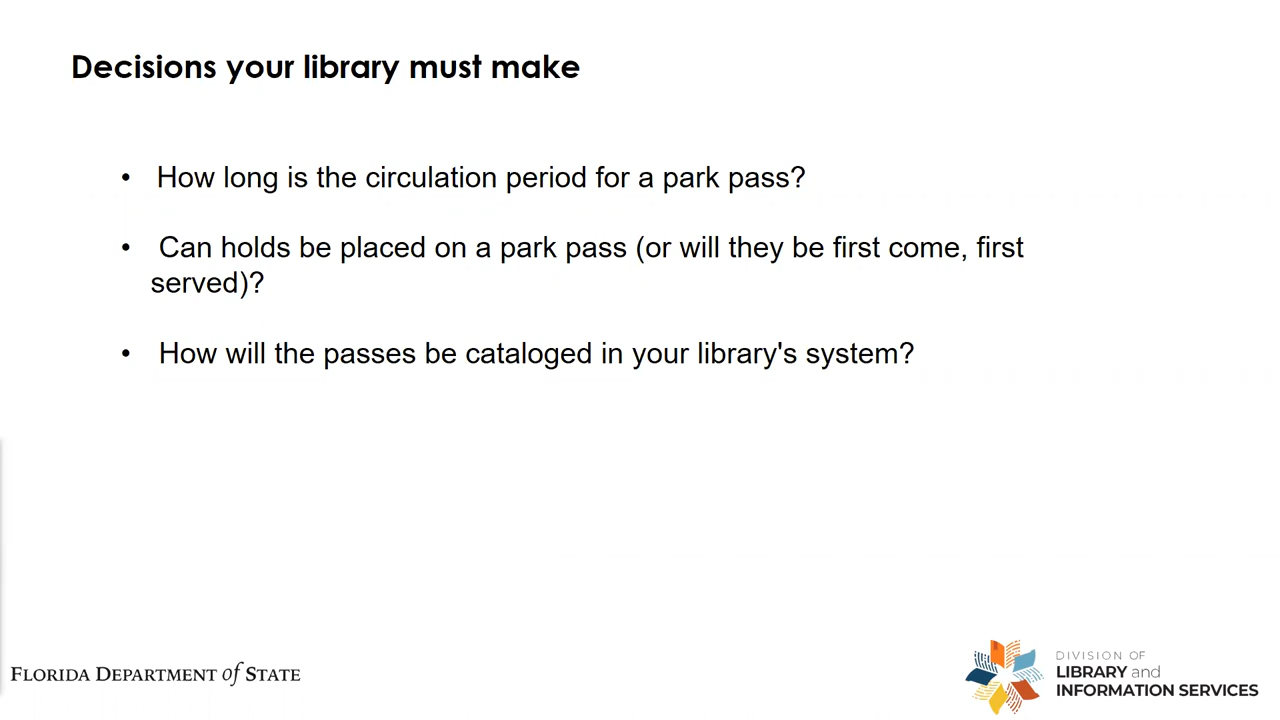 Decisions your library must make
• How long is the circulation period for a park pass?
• Can holds be placed on a park pass (or will they be first come, first
served)?
• How will the passes be cataloged in your library's system?
FLORIDA DEPARTMENT of STATE
DIVISION OF
LIBRARY and
INFORMATION SERVICES